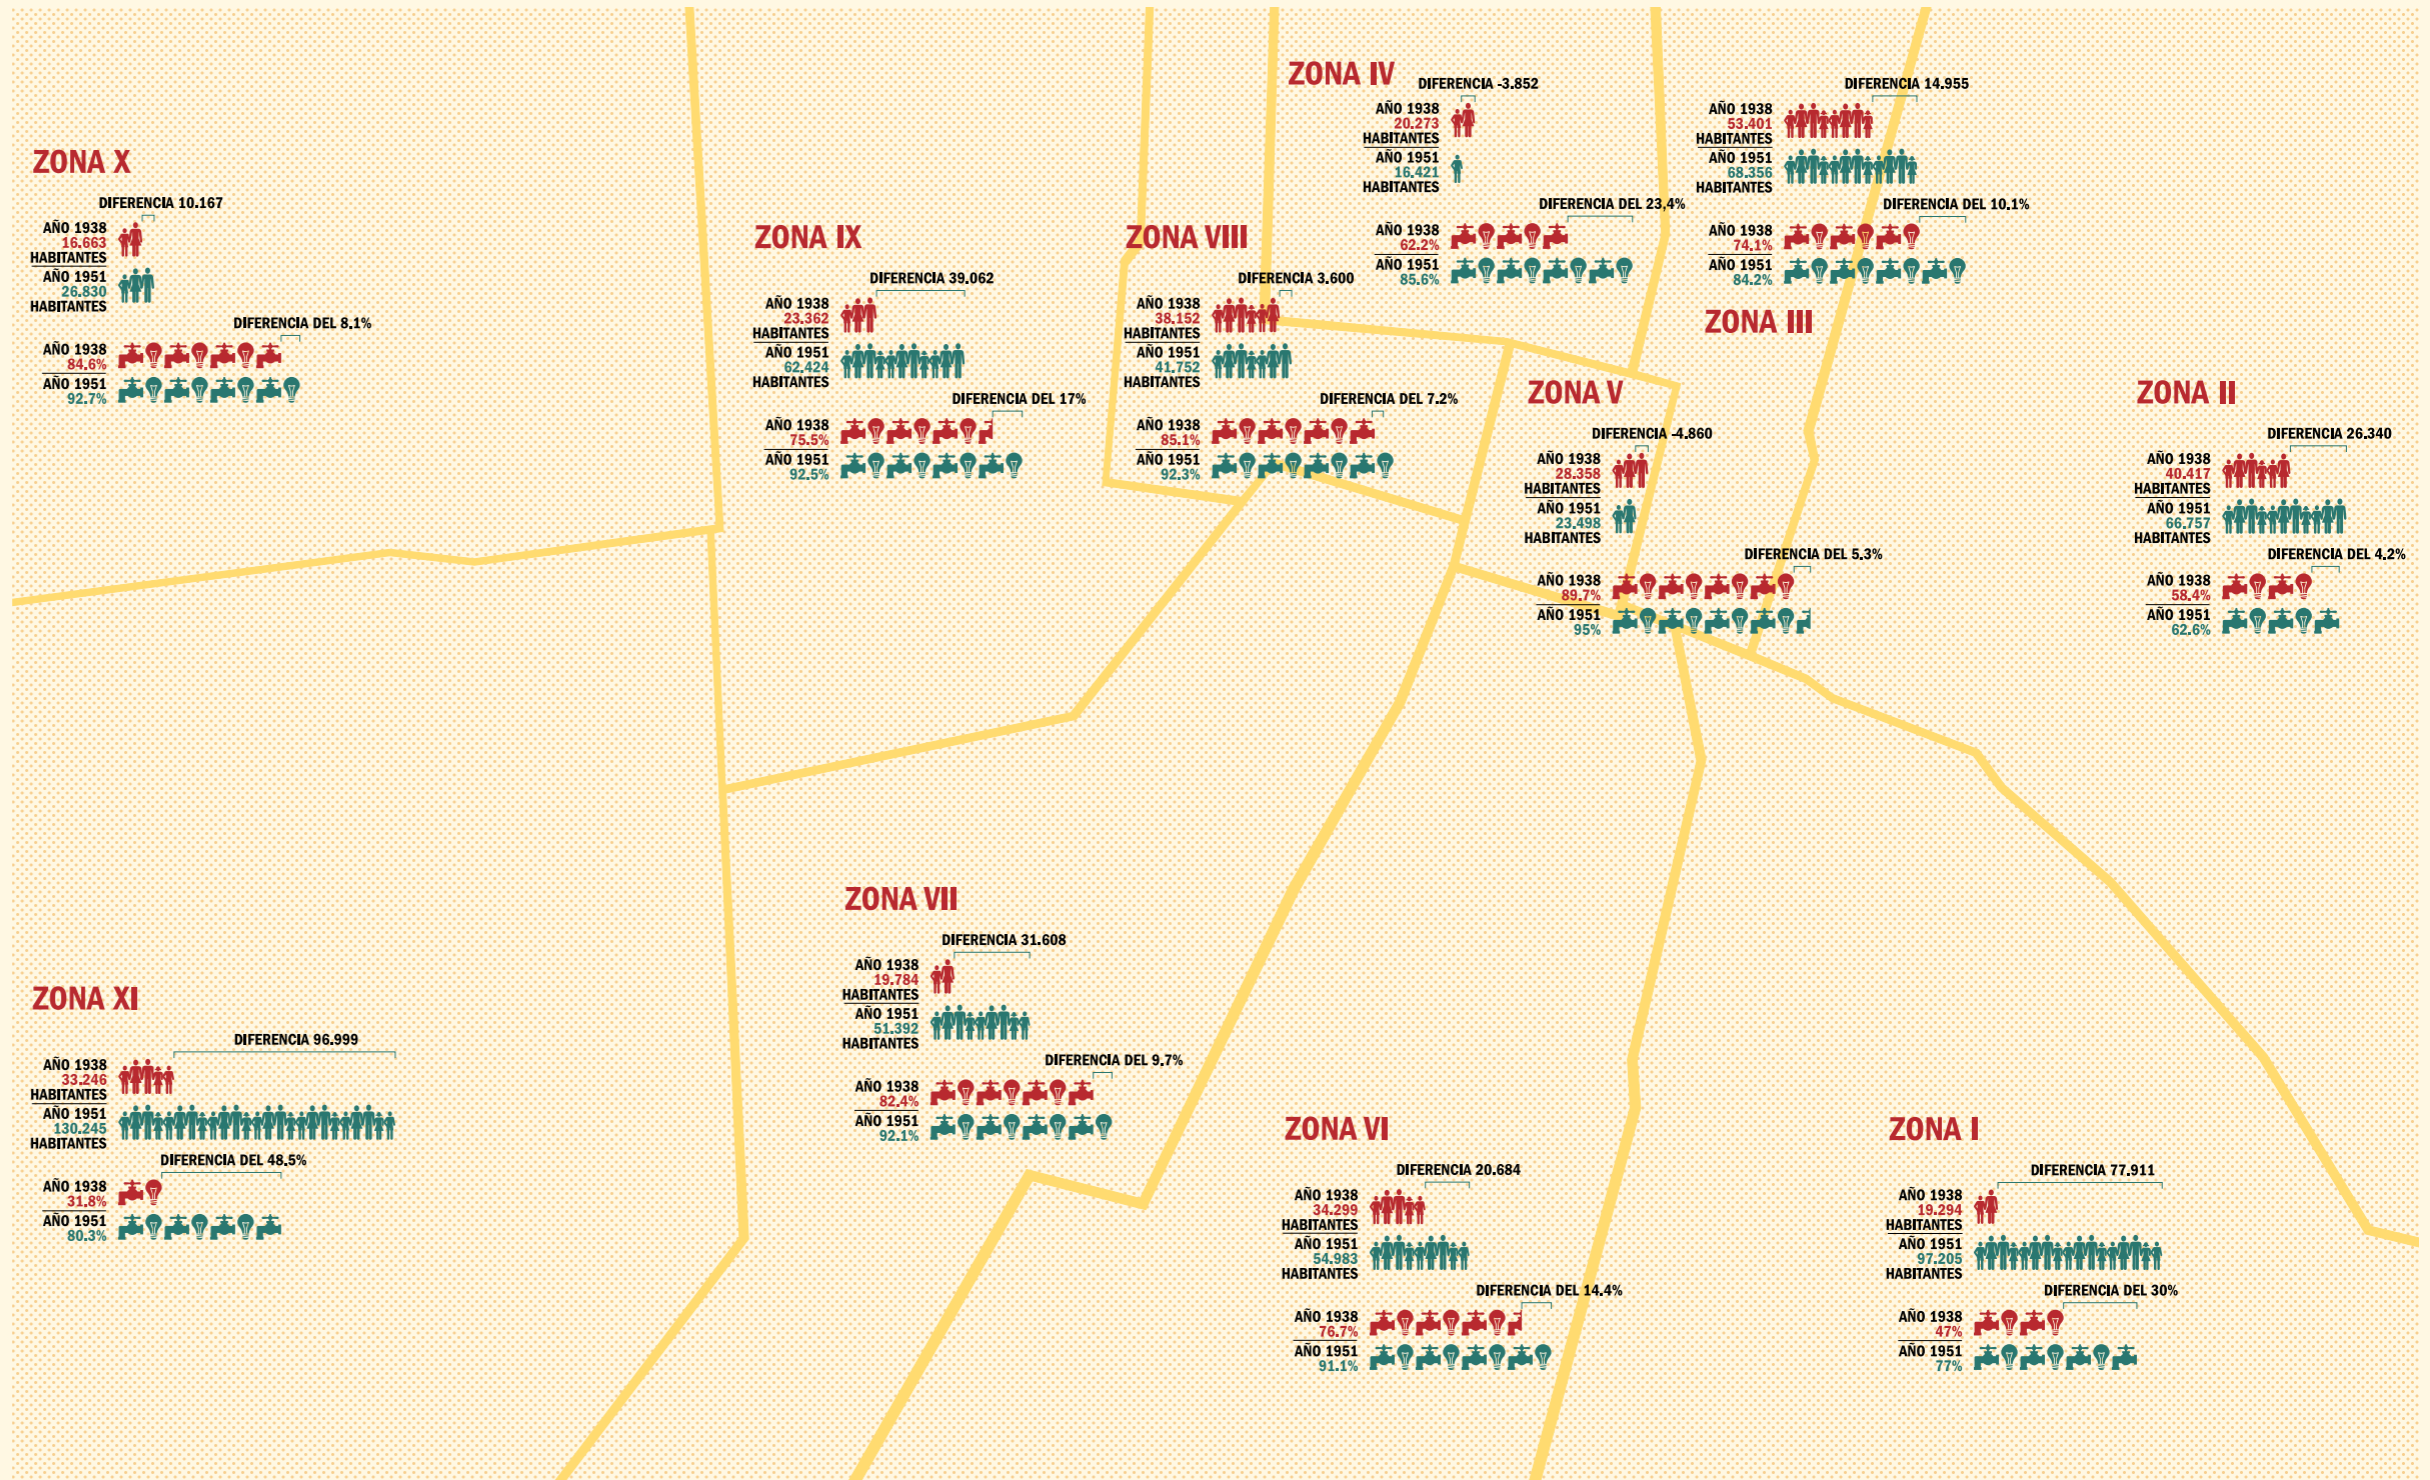 ZONA X
DIFERENCIA 10.167
AÑO 1938
16.663
HABITANTES
AÑO 1951
26.830
HABITANTES
DIFERENCIA DEL 8.1%
AÑO 1938
84.6%
AÑO 1951
92.7%
ZONA IX
DIFERENCIA 39.062
AÑO 1938
23.362
HABITANTES
AÑO 1951
62.424
HABITANTES
DIFERENCIA DEL 17%
AÑO 1938
75.5%
AÑO 1951
92.5%
ZONA VIII
DIFERENCIA 3.600
AÑO 1938
38.152
HABITANTES
AÑO 1951
41.752
HABITANTES
DIFERENCIA DEL 7.2%
AÑO 1938
85.1%
AÑO 1951
92.3%
ZONA IV
DIFERENCIA -3.852
AÑO 1938
20.273
HABITANTES
AÑO 1951
16.421
HABITANTES
DIFERENCIA DEL 23,4%
AÑO 1938
62.2%
AÑO 1951
85.6%
DIFERENCIA 14.955
AÑO 1938
53.401
HABITANTES
AÑO 1951
68.356
HABITANTES
DIFERENCIA DEL 10.1%
AÑO 1938
74.1%
AÑO 1951
84.2%
ZONA III
ZONA V
DIFERENCIA -4.860
AÑO 1938
28.358
HABITANTES
AÑO 1951
23.498
HABITANTES
DIFERENCIA DEL 5.3%
AÑO 1938
89.7%
AÑO 1951
95%
ZONA II
DIFERENCIA 26.340
AÑO 1938
40.417
HABITANTES
AÑO 1951
66.757
HABITANTES
DIFERENCIA DEL 4.2%
AÑO 1938
58.4%
AÑO 1951
62.6%
ZONA XI
DIFERENCIA 96.999
AÑO 1938
33.246
HABITANTES
AÑO 1951
130.245
HABITANTES
DIFERENCIA DEL 48.5%
AÑO 1938
31.8%
AÑO 1951
80.3%
ZONA VII
DIFERENCIA 31.608
AÑO 1938
19.784
HABITANTES
AÑO 1951
51.392
HABITANTES
DIFERENCIA DEL 9.7%
AÑO 1938
82.4%
AÑO 1951
92.1%
ZONA VI
DIFERENCIA 20.684
AÑO 1938
34.299
HABITANTES
AÑO 1951
54.983
HABITANTES
DIFERENCIA DEL 14.4%
AÑO 1938
76.7%
AÑO 1951
91.1%
ZONA I
DIFERENCIA 77.911
AÑO 1938
19.294
HABITANTES
AÑO 1951
97.205
HABITANTES
DIFERENCIA DEL 30%
AÑO 1938
47%
AÑO 1951
77%